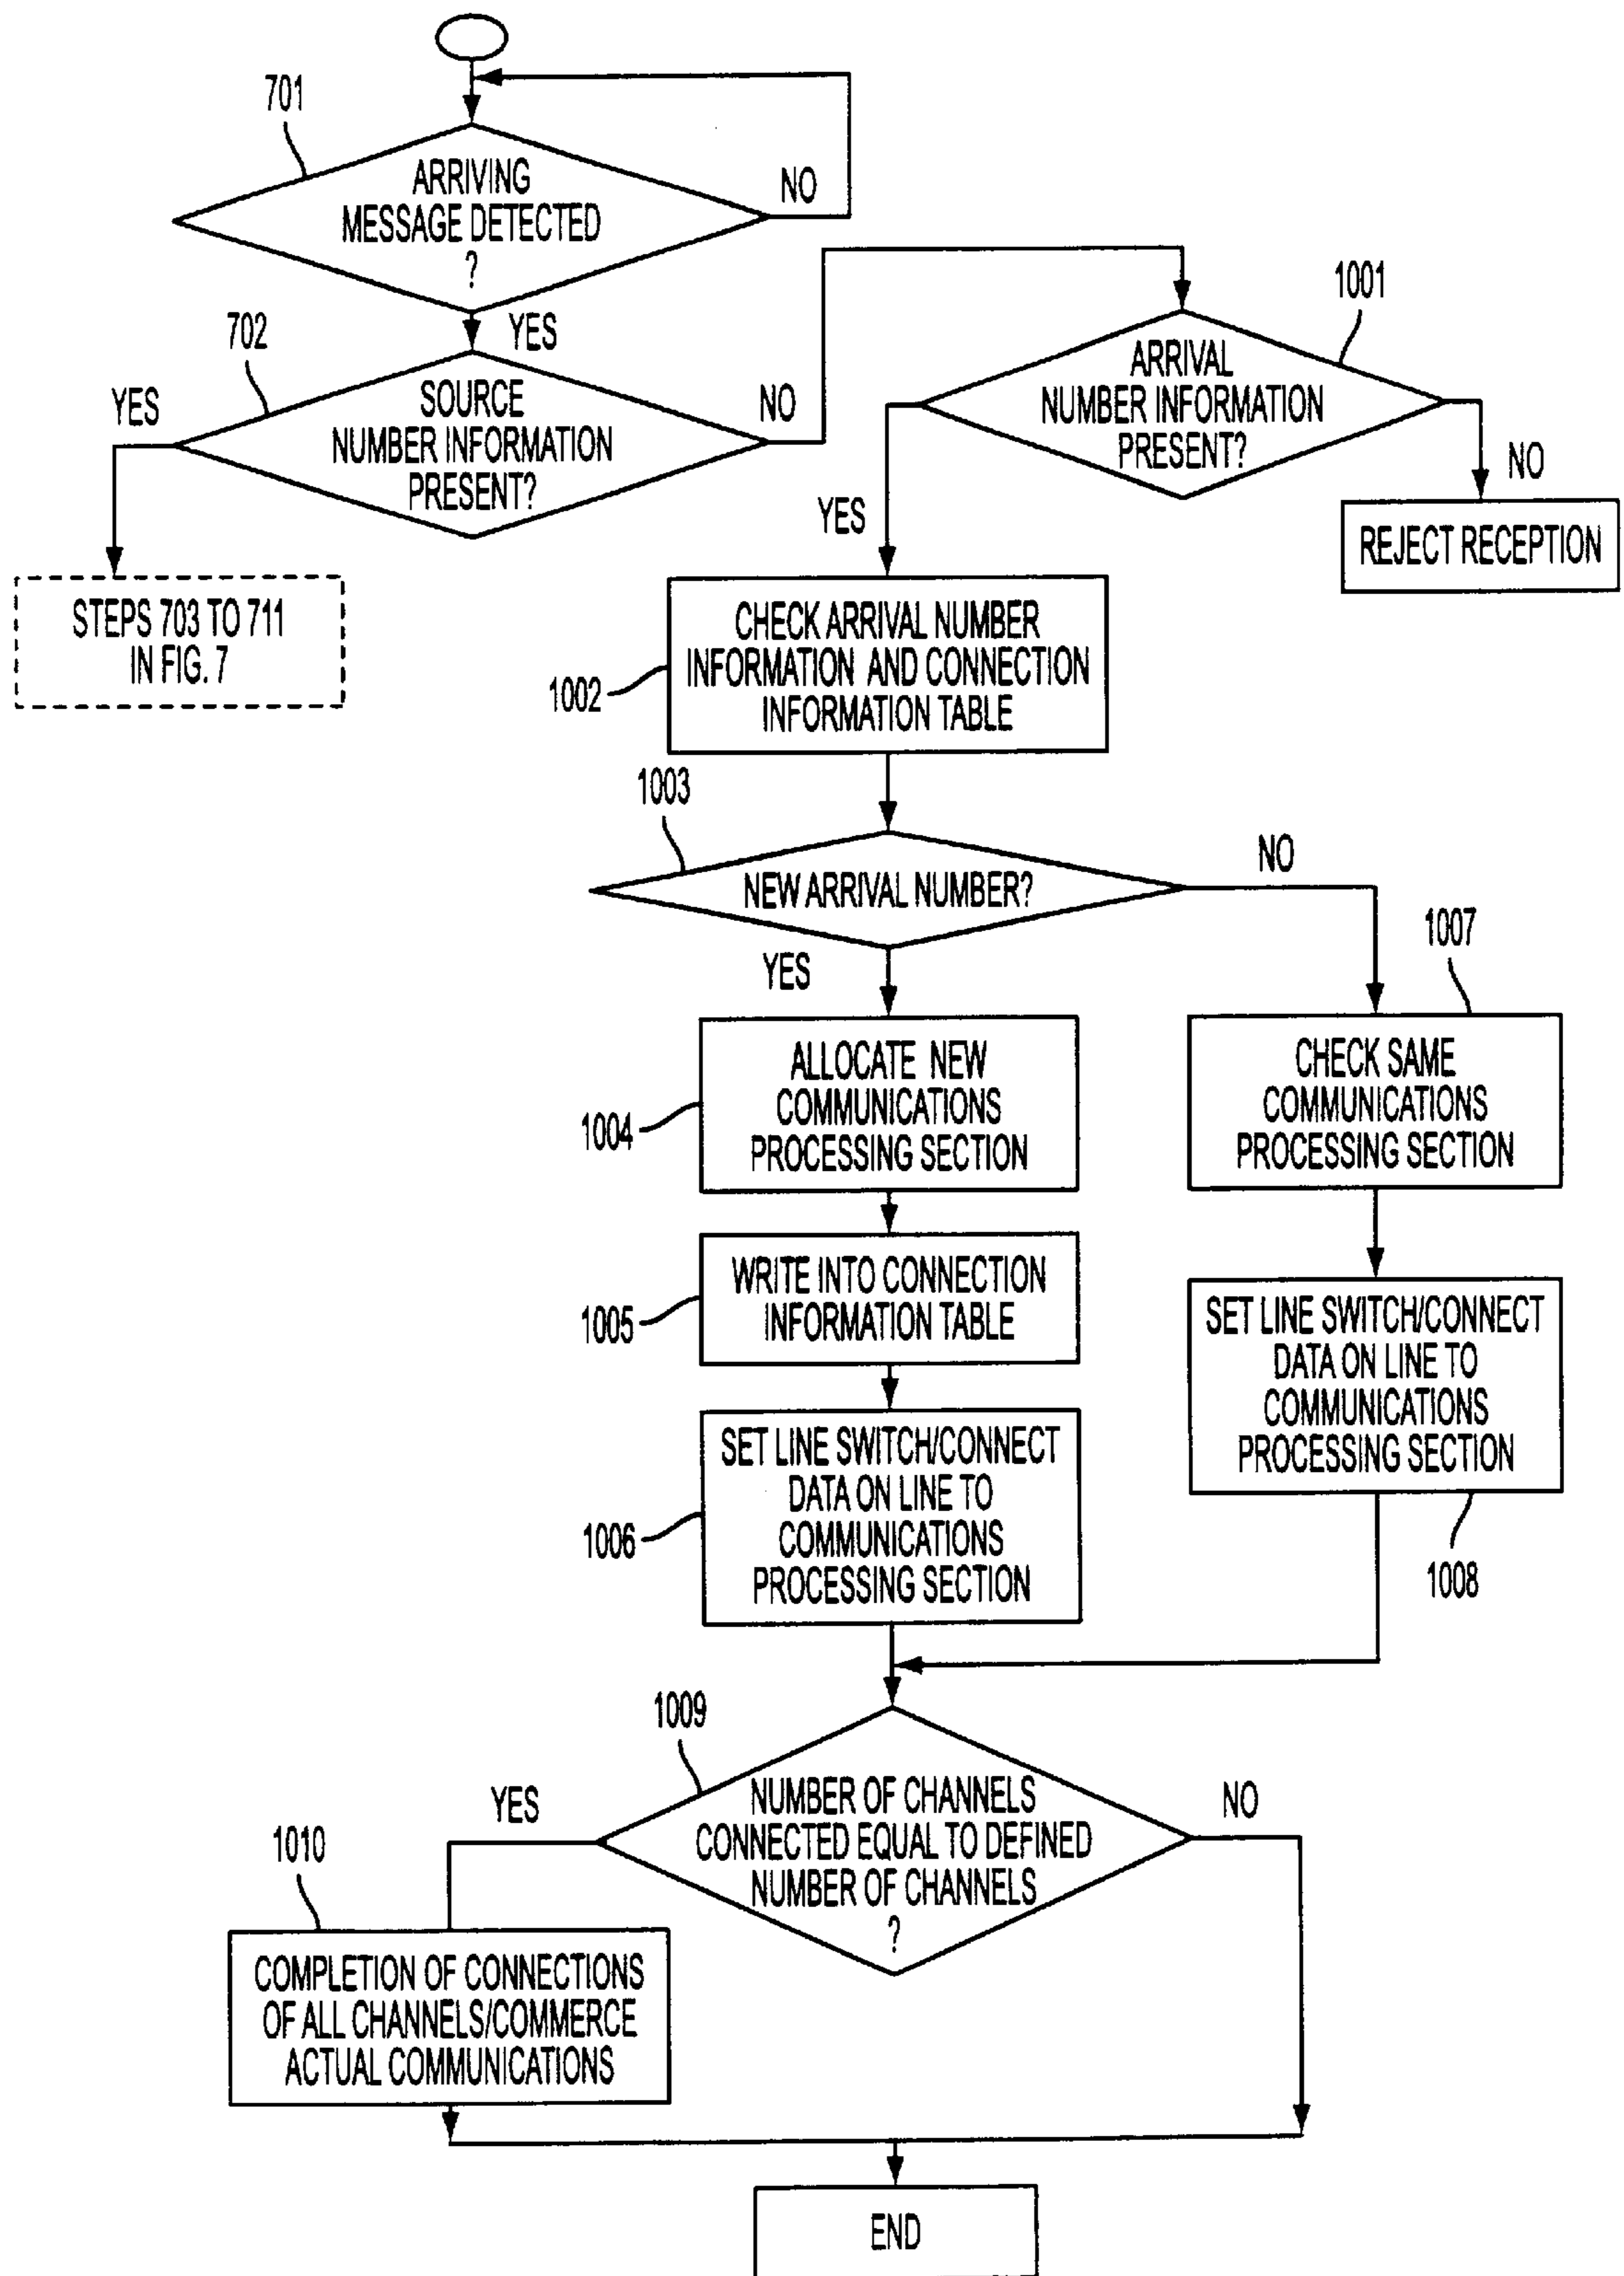 701
ARRIVING
MESSAGE DETECTED
?
NO
YES
702
SOURCE
NUMBER INFORMATION
PRESENT?
YES
NO
1001
ARRIVAL
NUMBER INFORMATION
PRESENT?
YES
NO
REJECT RECEPTION
STEPS 703 TO 711
IN FIG. 7
CHECK ARRIVAL NUMBER
INFORMATION AND CONNECTION
INFORMATION TABLE
1002
1003
NEW ARRIVAL NUMBER?
NO
YES
1007
ALLOCATE NEW
COMMUNICATIONS
PROCESSING SECTION
1004
CHECK SAME
COMMUNICATIONS
PROCESSING SECTION
WRITE INTO CONNECTION
INFORMATION TABLE
1005
SET LINE SWITCH/CONNECT
DATA ON LINE TO
COMMUNICATIONS
PROCESSING SECTION
1008
SET LINE SWITCH/CONNECT
DATA ON LINE TO
COMMUNICATIONS
PROCESSING SECTION
1006
1009
NUMBER OF CHANNELS
CONNECTED EQUAL TO DEFINED
NUMBER OF CHANNELS
?
YES
NO
1010
COMPLETION OF CONNECTIONS
OF ALL CHANNELS/COMMERCE
ACTUAL COMMUNICATIONS
END